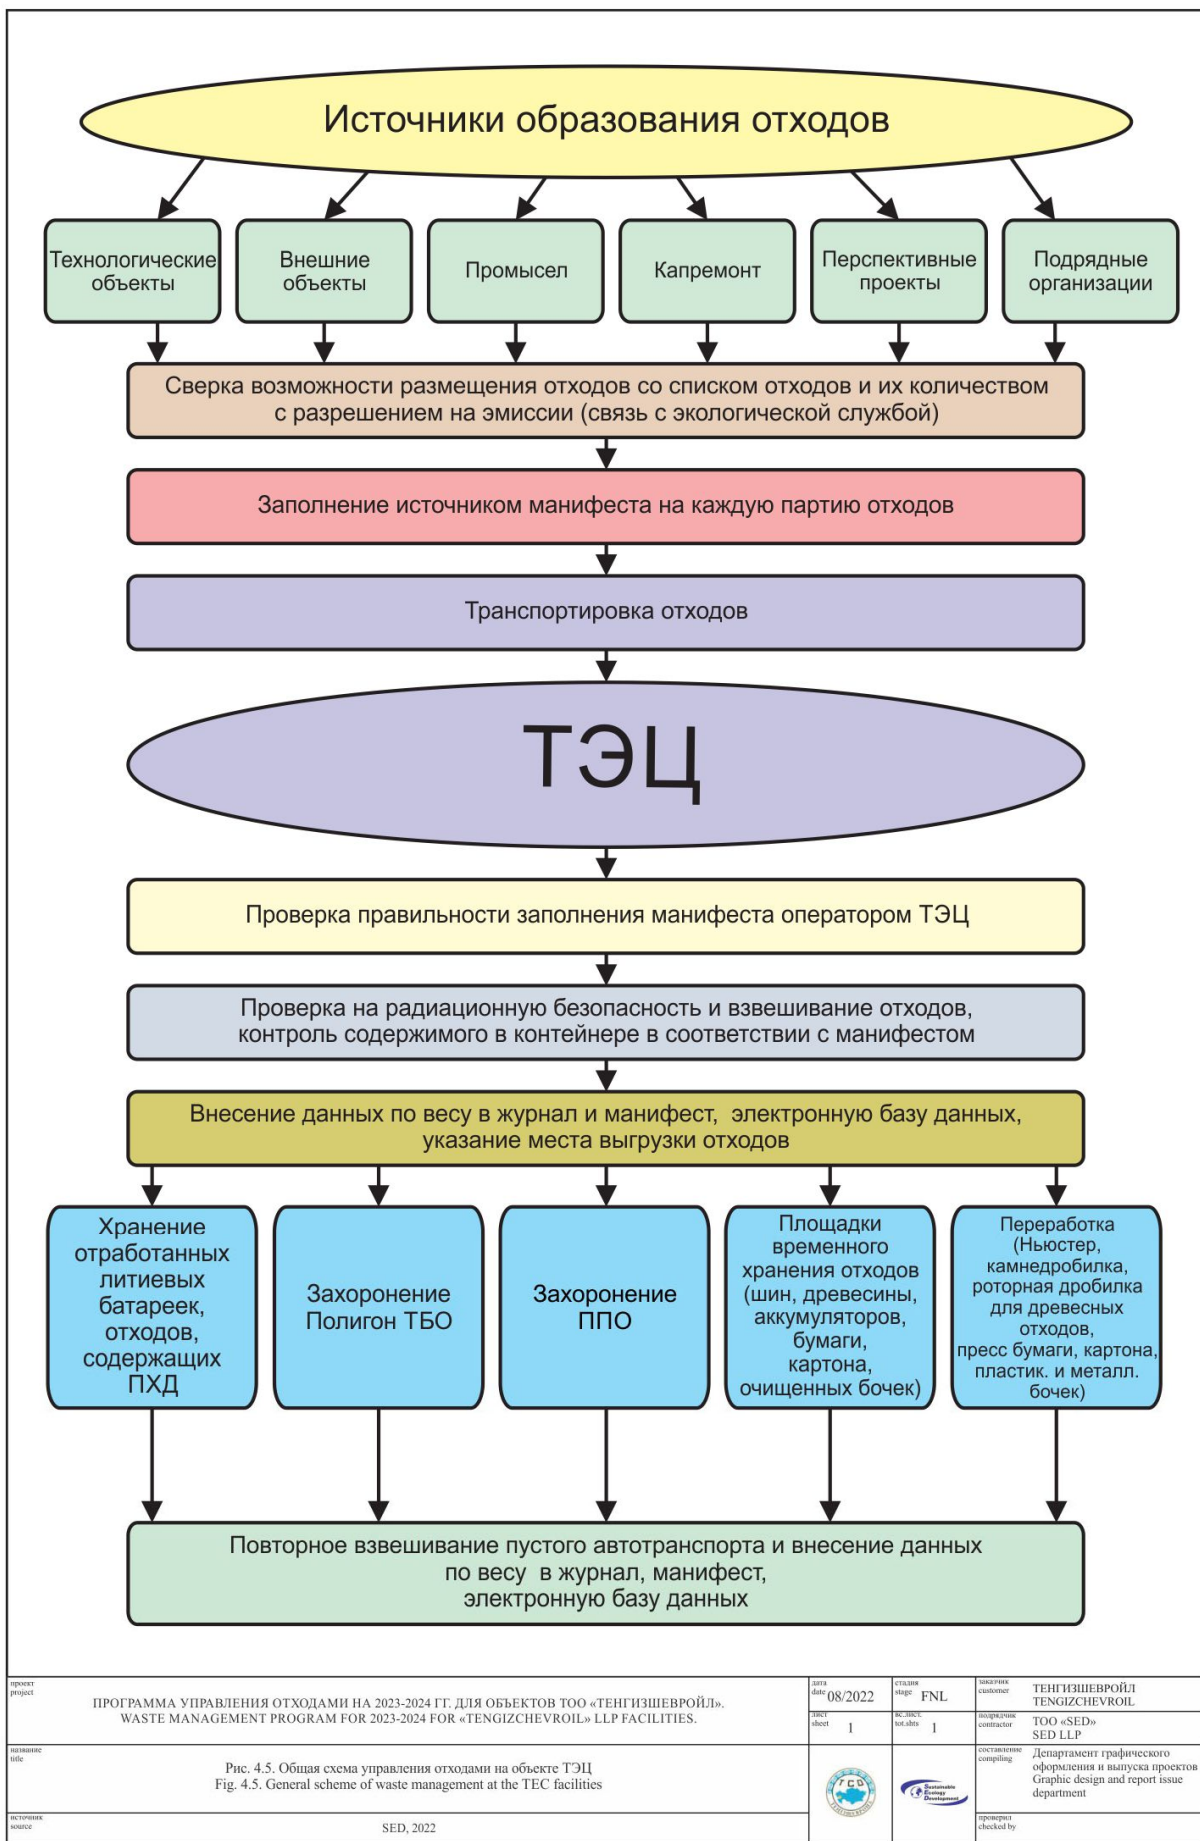 Источники образования отходов
Технологические
объекты
Внешние
объекты
Промысел
Капремонт
Перспективные
проекты
Подрядные
организации
Сверка возможности размещения отходов со списком отходов и их количеством
с разрешением на эмиссии (связь с экологической службой)
Заполнение источником манифеста на каждую партию отходов
Транспортировка отходов
ТЭЦ
Проверка правильности заполнения манифеста оператором ТЭЦ
Проверка на радиационную безопасность и взвешивание отходов,
контроль содержимого в контейнере в соответствии с манифестом
Внесение данных по весу в журнал и манифест, электронную базу данных,
указание места выгрузки отходов
Хранение
отработанных
литиевых
батареек,
отходов,
содержащих
ПХД
Захоронение
Полигон ТБО
Захоронение
ППО
Площадки
временного
хранения отходов
(шин, древесины,
аккумуляторов,
бумаги,
картона,
очищенных бочек)
Переработка
(Ньюстер,
камнедробилка,
роторная дробилка
для древесных
отходов,
пресс бумаги, картона,
пластик. и металл.
бочек)
Повторное взвешивание пустого автотранспорта и внесение данных
по весу в журнал, манифест,
электронную базу данных
проект
project
ПРОГРАММА УПРАВЛЕНИЯ ОТХОДАМИ НА 2023-2024 ГГ. ДЛЯ ОБЪЕКТОВ ТОО «ТЕНГИЗШЕВРОЙЛ».
WASTE MANAGEMENT PROGRAM FOR 2023-2024 FOR «TENGIZCHEVROIL» LLP FACILITIES.
дата
date 08/2022
стадия
stage FNL
заказчик
customer
ТЕНГИЗШЕВРОЙЛ
TENGIZCHEVROIL
лист
sheet 1
вс.лист.
tot.shts 1
подрядчик
contractor
ТОО «SED»
SED LLP
название
title
Рис. 4.5. Общая схема управления отходами на объекте ТЭЦ
Fig. 4.5. General scheme of waste management at the TEC facilities
Sustainable
Ecology
Development
составление
compiling
Департамент графического
оформления и выпуска проектов
Graphic design and report issue
department
источник
source
SED, 2022
проверил
checked by